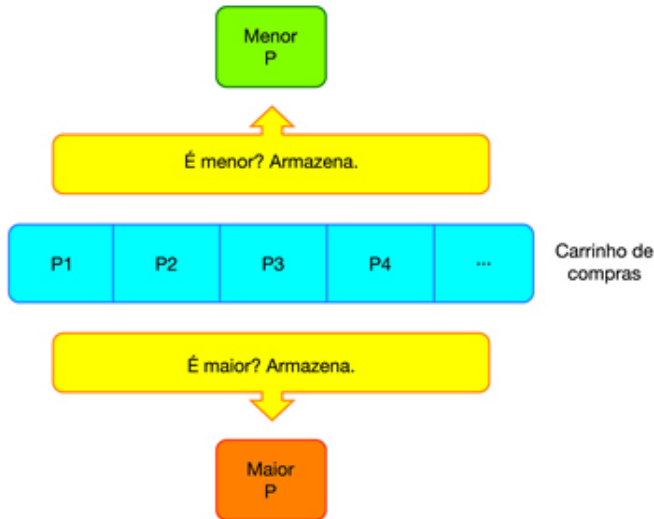 Menor
P
É menor? Armazena.
P1
P2
P3
P4
...
Carrinho de
compras
É maior? Armazena.
Maior
P